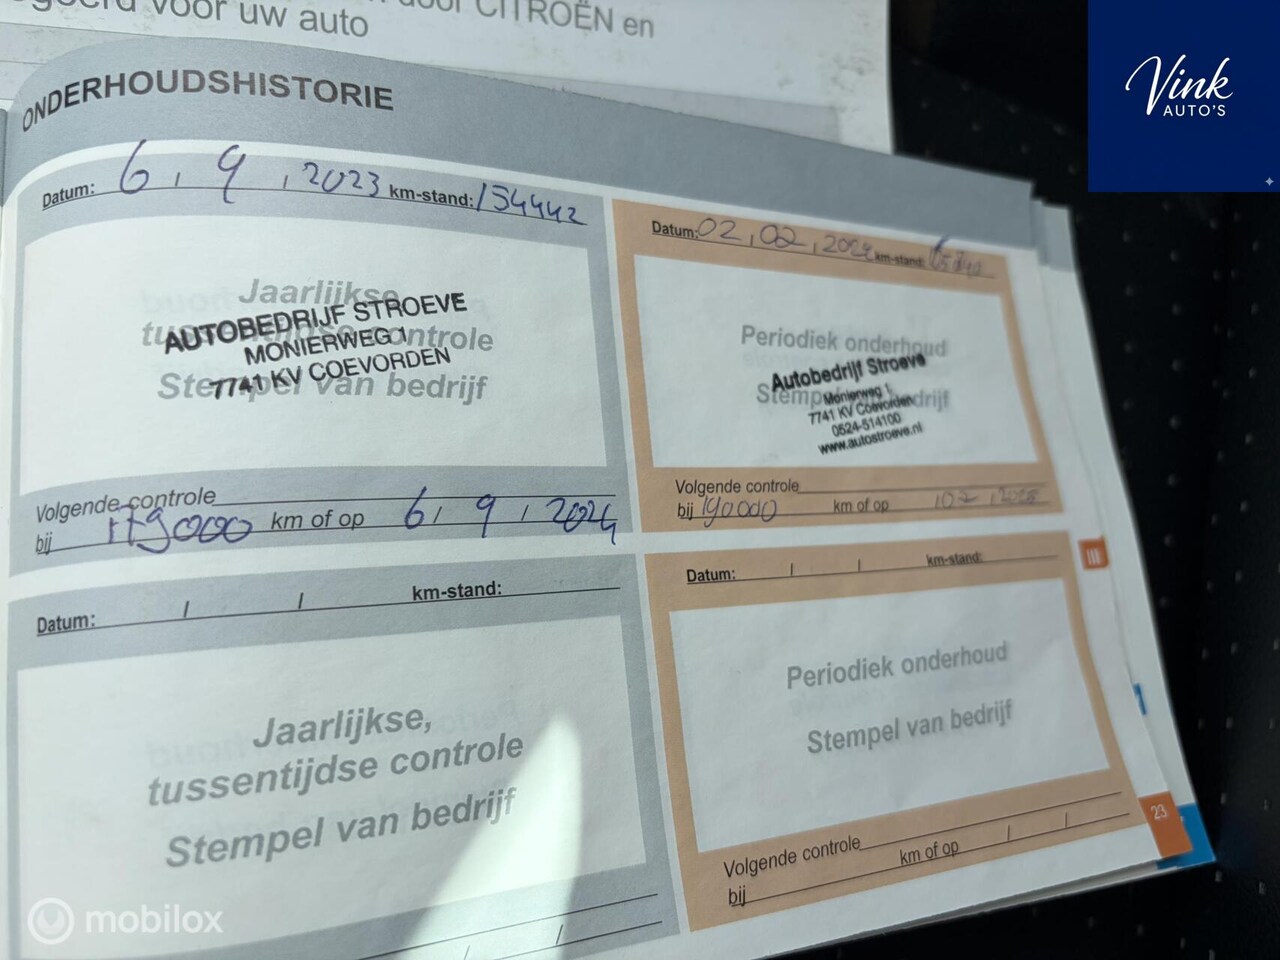 voor uw auto
door CITROËN en
Vink
AUTO'S
ONDERHOUDSHISTORIE
Datum: 6, 9, 2023 km-stand: 154442
Jaarlijkse
tussentijdse controle
Stempel van bedrijf
AUTOBEDRIJF STROEVE
MONIERWEG 1
7741 KV COEVORDEN
Volgende controle
bij 179000 km of op 6, 9, 2024
Datum: 02, 02, 2024 km-stand:
Periodiek onderhoud
Stempel van bedrijf
Autobedrijf Stroeve
Monierweg 1
7741 KV Coevorden
0524-514100
www.autostroeve.nl
Volgende controle
bij 190000 km of op
Datum: / / km-stand:
Jaarlijkse,
tussentijdse controle
Stempel van bedrijf
Datum: / / km-stand:
Periodiek onderhoud
Stempel van bedrijf
Volgende controle
bij km of op / /
III
23
mobilox